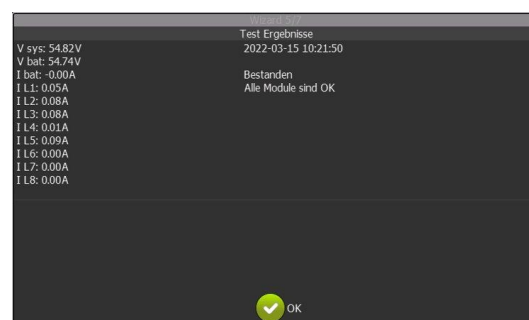 Wizard 5/7
Test Ergebnisse
V sys: 54.82V
2022-03-15 10:21:50
V bat: 54.74V
I bat: -0.00A
Bestanden
I L1: 0.05A
Alle Module sind OK
I L2: 0.08A
I L3: 0.08A
I L4: 0.01A
I L5: 0.09A
I L6: 0.00A
I L7: 0.00A
I L8: 0.00A
OK